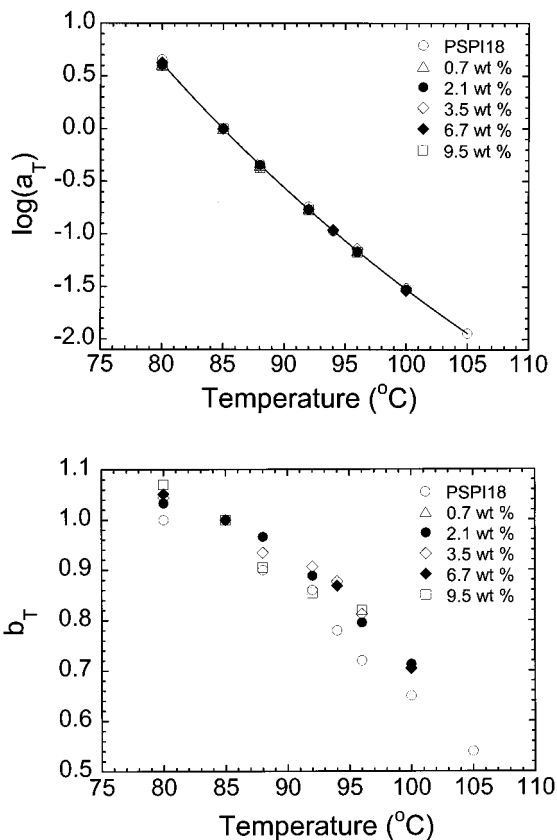 1.0
0.5
0.0
-0.5
-1.0
-1.5
-2.0
log(a_T)
PSPI18
0.7 wt %
2.1 wt %
3.5 wt %
6.7 wt %
9.5 wt %
75 80 85 90 95 100 105 110
Temperature (°C)
1.1
1.0
0.9
0.8
0.7
0.6
0.5
b_T
PSPI18
0.7 wt %
2.1 wt %
3.5 wt %
6.7 wt %
9.5 wt %
75 80 85 90 95 100 105 110
Temperature (°C)